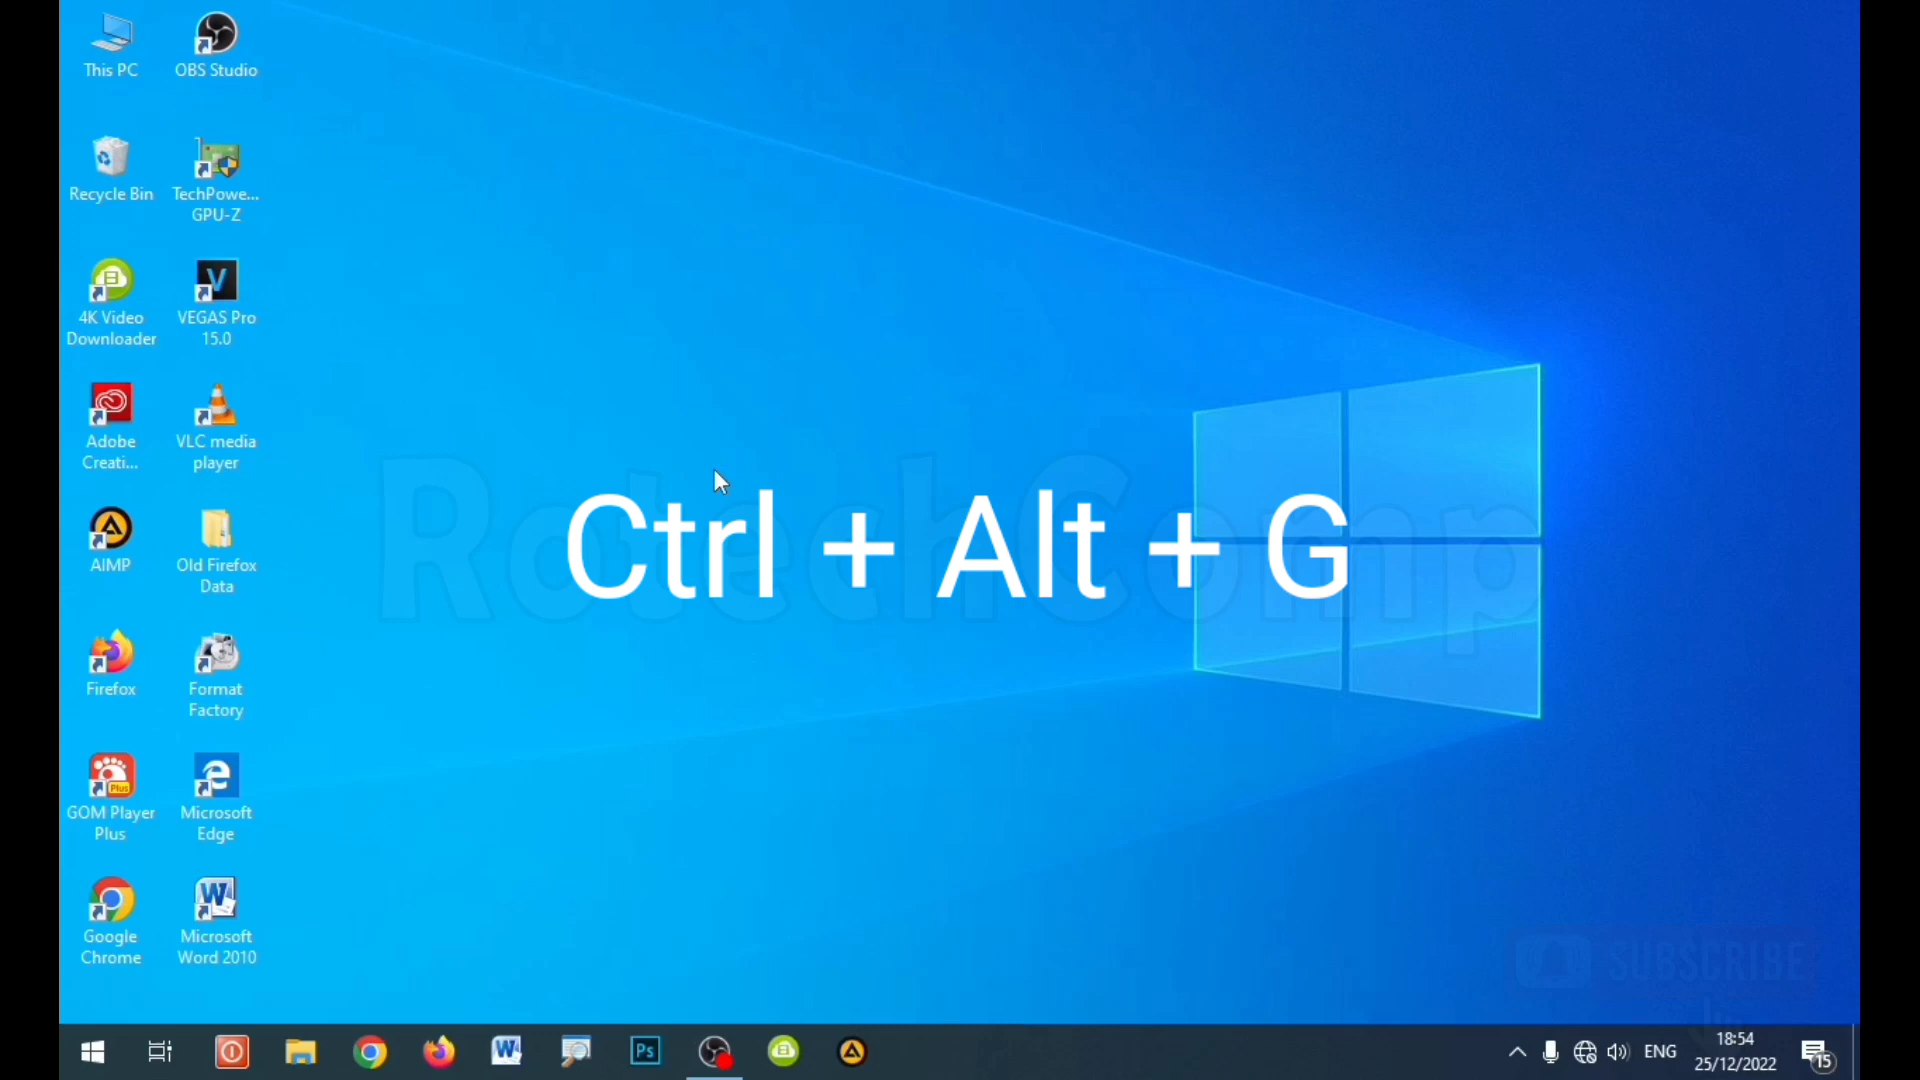 This PC
OBS Studio
Recycle Bin
TechPowe...
GPU-Z
4K Video
Downloader
VEGAS Pro
15.0
Adobe
Creati...
VLC media
player
AIMP
Old Firefox
Data
Firefox
Format
Factory
GOM Player
Plus
Microsoft
Edge
Google
Chrome
Microsoft
Word 2010
RotechComp
Ctrl + Alt + G
SUBSCRIBE
ENG
18:54
25/12/2022
15